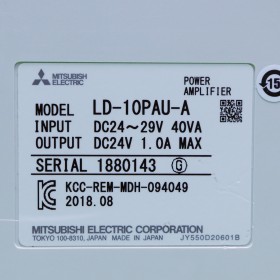 MITSUBISHI
ELECTRIC
POWER
AMPLIFIER
15
MODEL LD-10PAU-A
INPUT DC24~29V 40VA
OUTPUT DC24V 1.0A MAX
SERIAL 1880143 G
KCC-REM-MDH-094049
2018.08
MITSUBISHI ELECTRIC CORPORATION
TOKYO 100-8310, JAPAN MADE IN JAPAN JY550D20601B